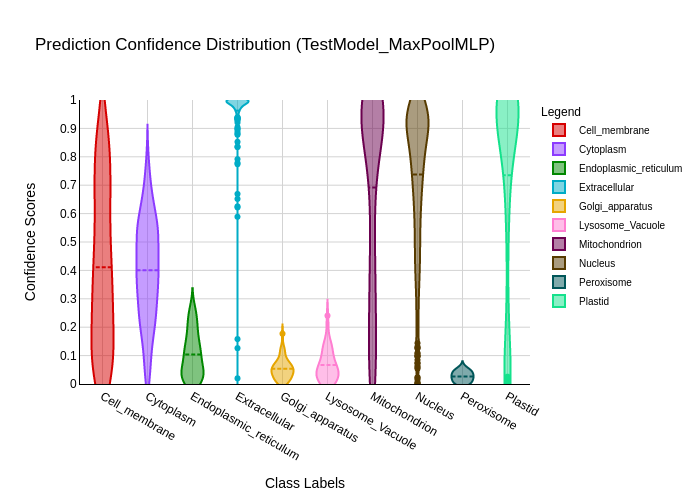 Prediction Confidence Distribution (TestModel_MaxPoolMLP)
Confidence Scores
1
0.9
0.8
0.7
0.6
0.5
0.4
0.3
0.2
0.1
0
Cell_membrane
Cytoplasm
Endoplasmic_reticulum
Extracellular
Golgi_apparatus
Lysosome_Vacuole
Mitochondrion
Nucleus
Peroxisome
Plastid
Class Labels
Legend
Cell_membrane
Cytoplasm
Endoplasmic_reticulum
Extracellular
Golgi_apparatus
Lysosome_Vacuole
Mitochondrion
Nucleus
Peroxisome
Plastid